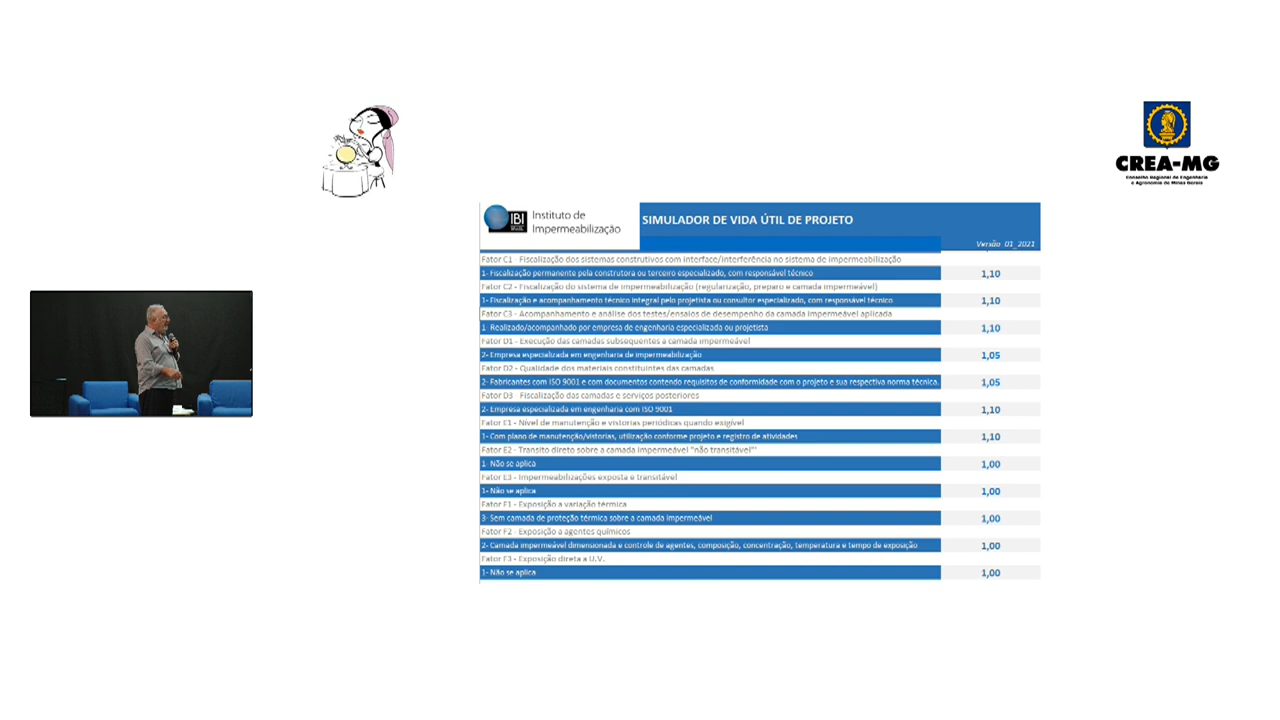 CREA-MG
Conselho Regional de Engenharia
e Agronomia de Minas Gerais
IBI
BRASIL
Instituto de
Impermeabilização
SIMULADOR DE VIDA ÚTIL DE PROJETO
Versão 01_2021
Fator C1 - Fiscalização dos sistemas construtivos com interface/interferência no sistema de impermeabilização
1- Fiscalização permanente pela construtora ou terceiro especializado, com responsável técnico 1,10
Fator C2 - Fiscalização do sistema de impermeabilização (regularização, preparo e camada impermeável)
1- Fiscalização e acompanhamento técnico integral pelo projetista ou consultor especializado, com responsável técnico 1,10
Fator C3 - Acompanhamento e análise dos testes/ensaios de desempenho da camada impermeável aplicada
1- Realizado/acompanhado por empresa de engenharia especializada ou projetista 1,10
Fator D1 - Execução das camadas subsequentes a camada impermeável
2- Empresa especializada em engenharia de impermeabilização 1,05
Fator D2 - Qualidade dos materiais constituintes das camadas
2- Fabricantes com ISO 9001 e com documentos contendo requisitos de conformidade com o projeto e sua respectiva norma técnica. 1,05
Fator D3 - Fiscalização das camadas e serviços posteriores
2- Empresa especializada em engenharia com ISO 9001 1,10
Fator E1 - Nível de manutenção e vistorias periódicas quando exigível
1- Com plano de manutenção/vistorias, utilização conforme projeto e registro de atividades 1,10
Fator E2 - Transito direto sobre a camada impermeável "não transitável"'
1- Não se aplica 1,00
Fator E3 - Impermeabilizações exposta e transitável
1- Não se aplica 1,00
Fator F1 - Exposição a variação térmica
3- Sem camada de proteção térmica sobre a camada impermeável 1,00
Fator F2 - Exposição a agentes químicos
2- Camada impermeável dimensionada e controle de agentes, composição, concentração, temperatura e tempo de exposição 1,00
Fator F3 - Exposição direta a U.V.
1- Não se aplica 1,00